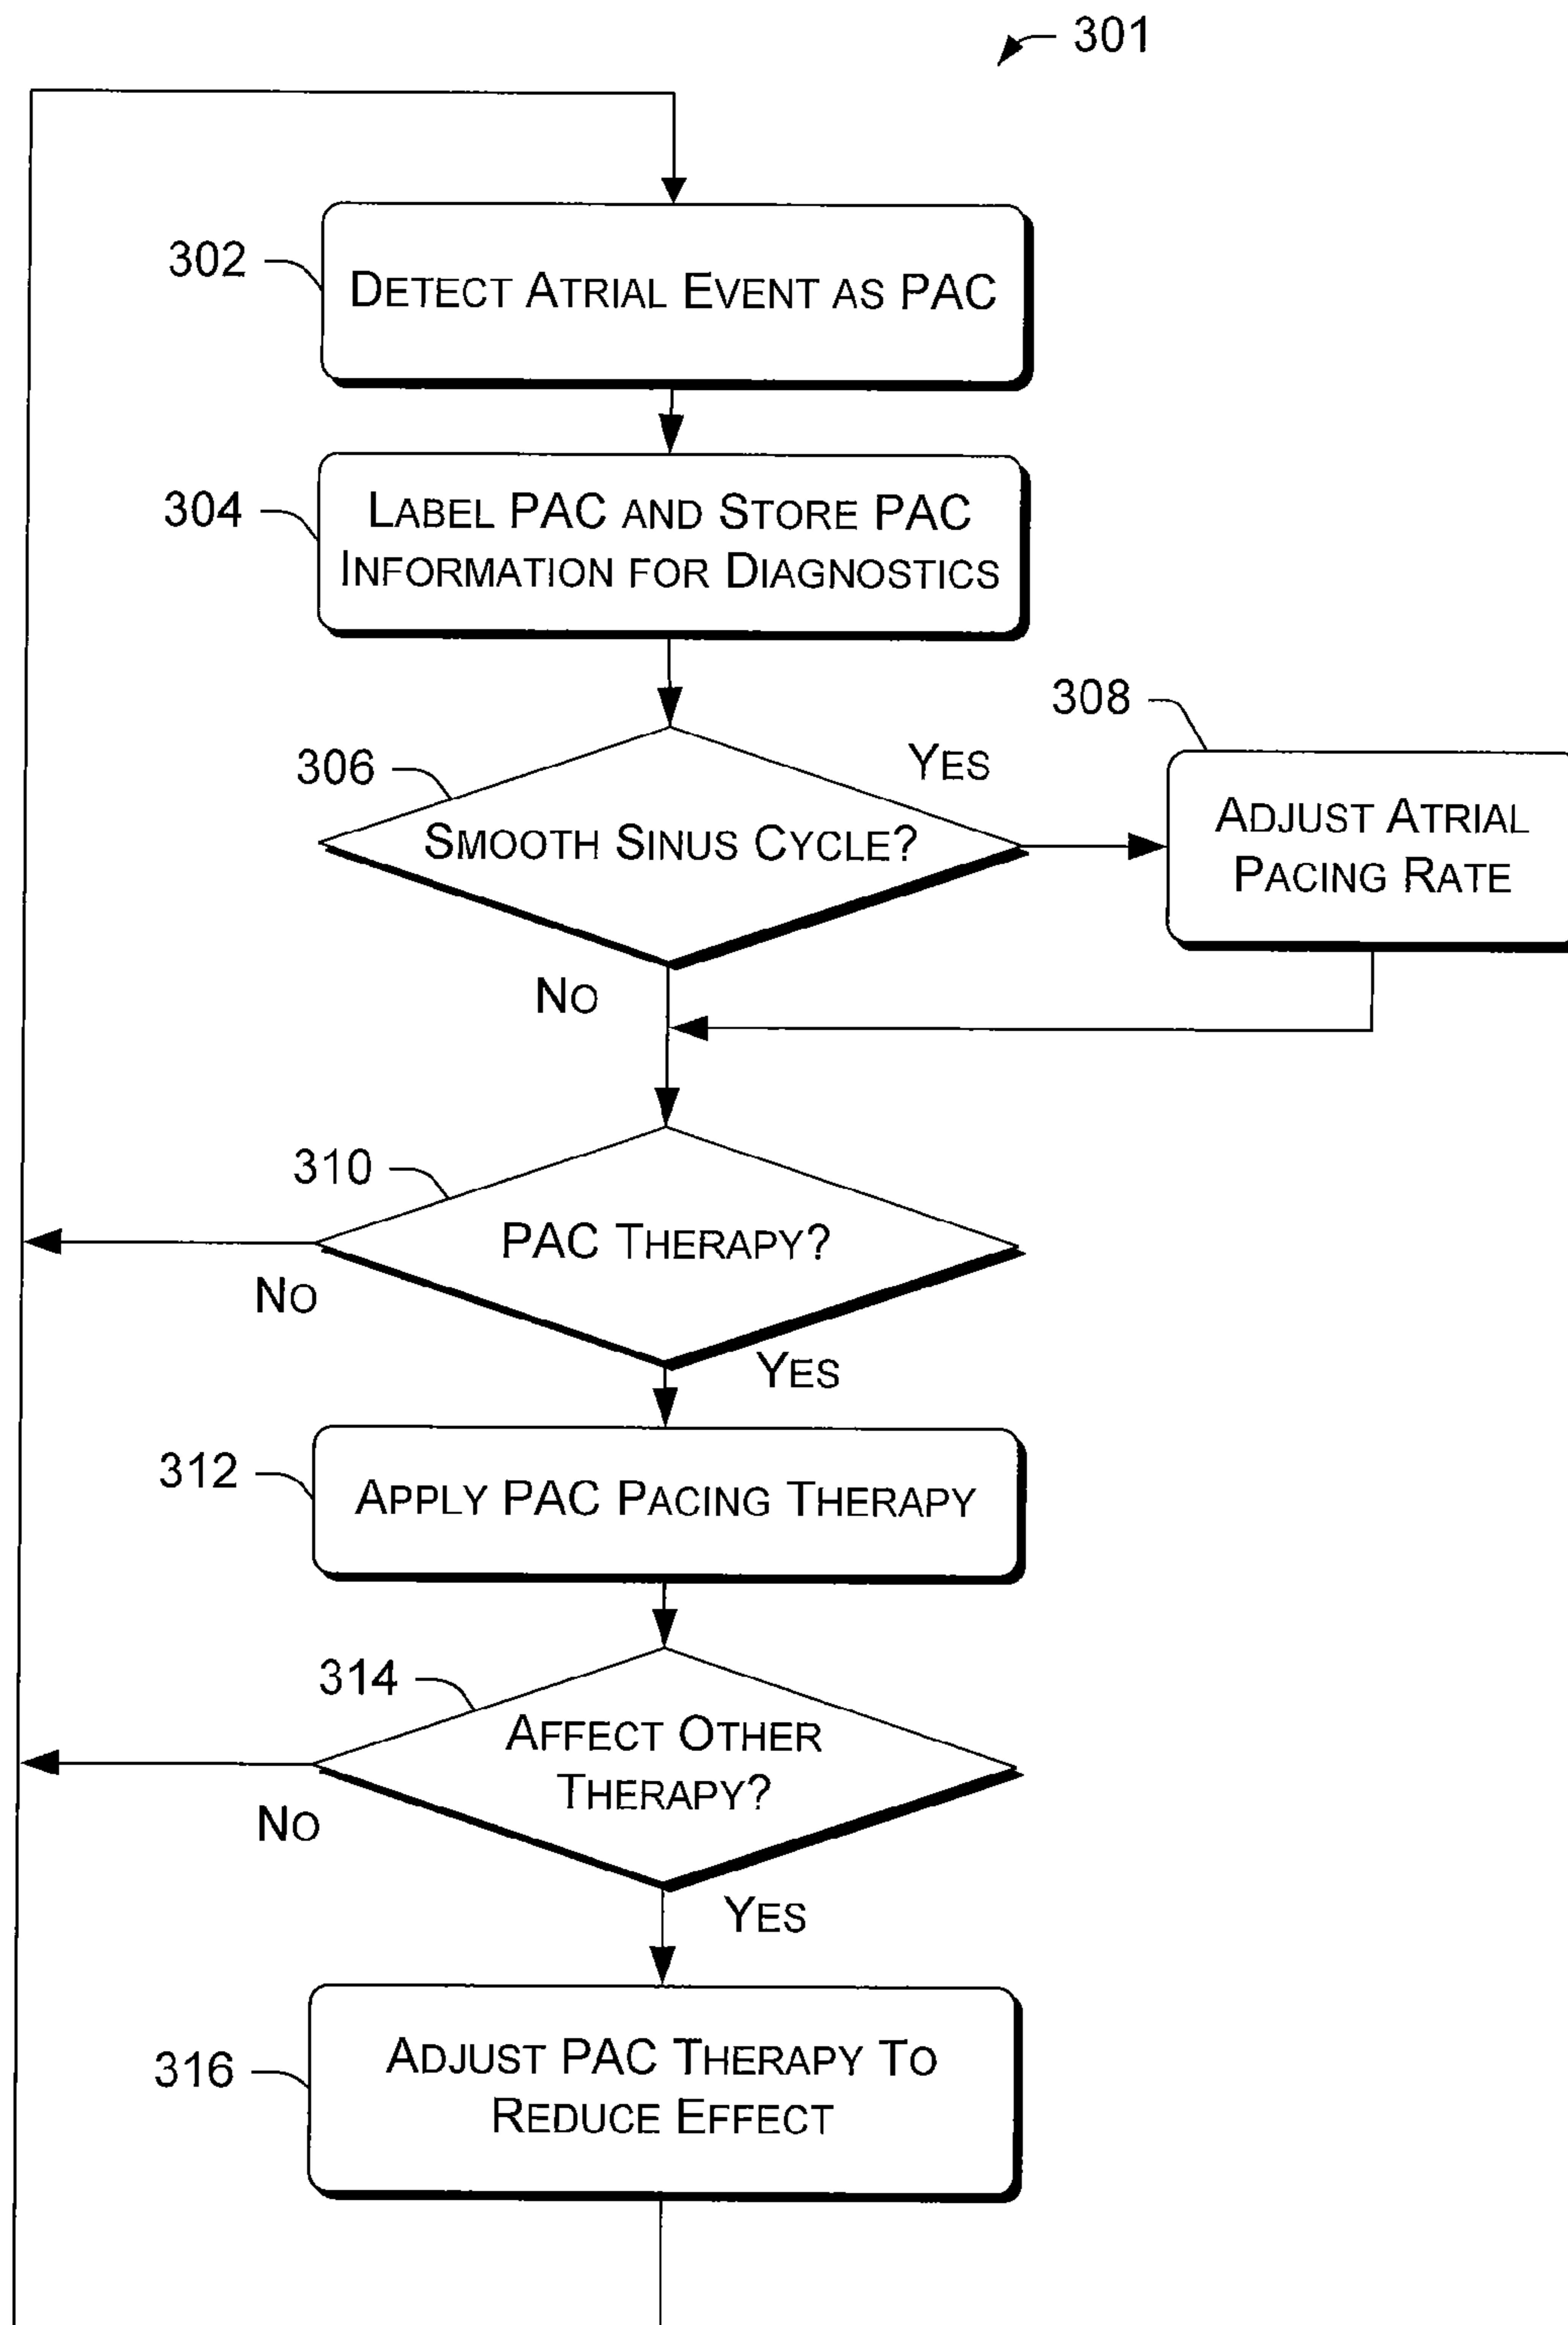 301
302
DETECT ATRIAL EVENT AS PAC
304
LABEL PAC AND STORE PAC
INFORMATION FOR DIAGNOSTICS
306
SMOOTH SINUS CYCLE?
YES
308
ADJUST ATRIAL
PACING RATE
NO
310
PAC THERAPY?
NO
YES
312
APPLY PAC PACING THERAPY
314
AFFECT OTHER
THERAPY?
NO
YES
316
ADJUST PAC THERAPY TO
REDUCE EFFECT